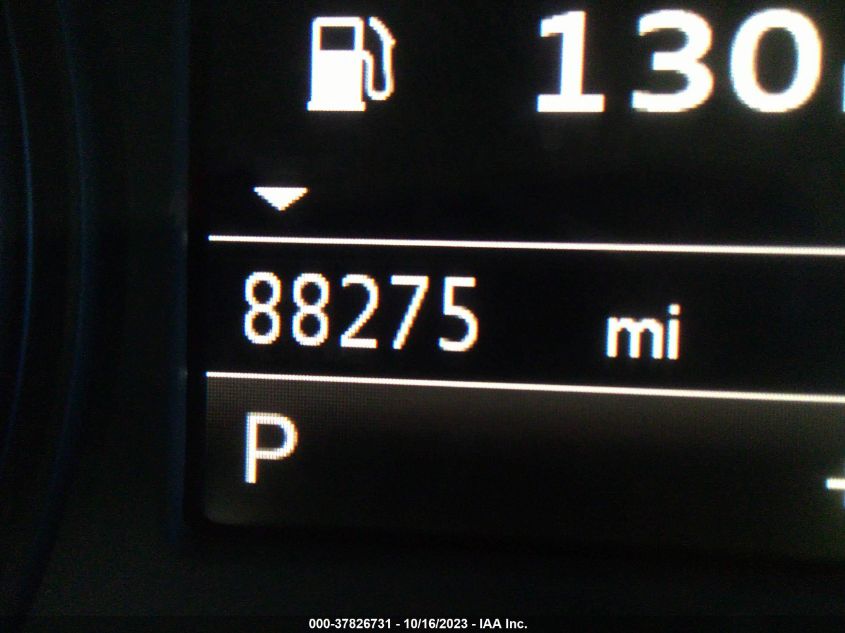 130
88275 mi
P
000-37826731 - 10/16/2023 - IAA Inc.